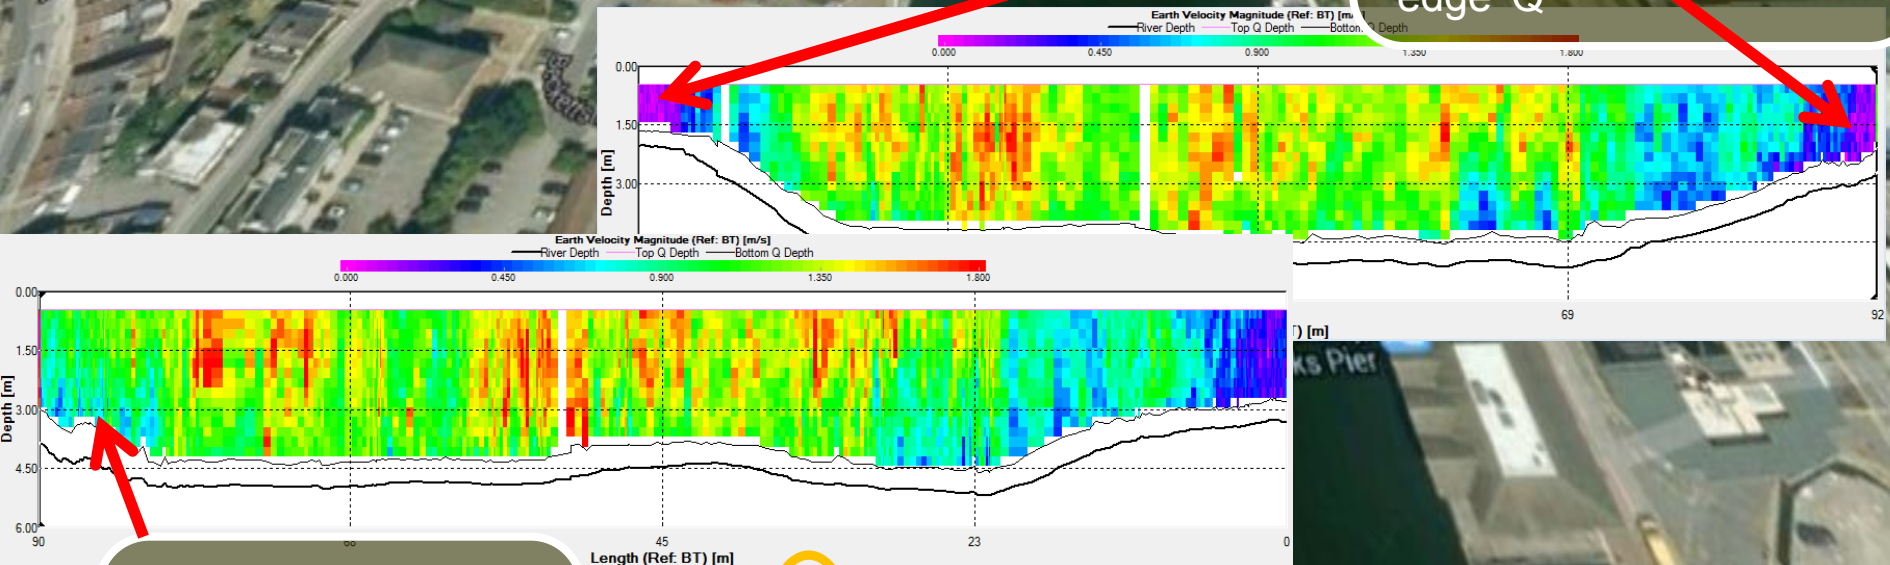 edge Q
Earth Velocity Magnitude (Ref: BT) [m/
River Depth Top Q Depth Bottom Q Depth
0.000 0.450 0.900 1.350 1.800
0.00
1.50
3.00
Depth [m]
69 92
T) [m]
Earth Velocity Magnitude (Ref: BT) [m/s]
River Depth Top Q Depth Bottom Q Depth
0.000 0.450 0.900 1.350 1.800
0.00
1.50
3.00
4.50
6.00
Depth [m]
90 68 45 23 0
Length (Ref: BT) [m]
ks Pier